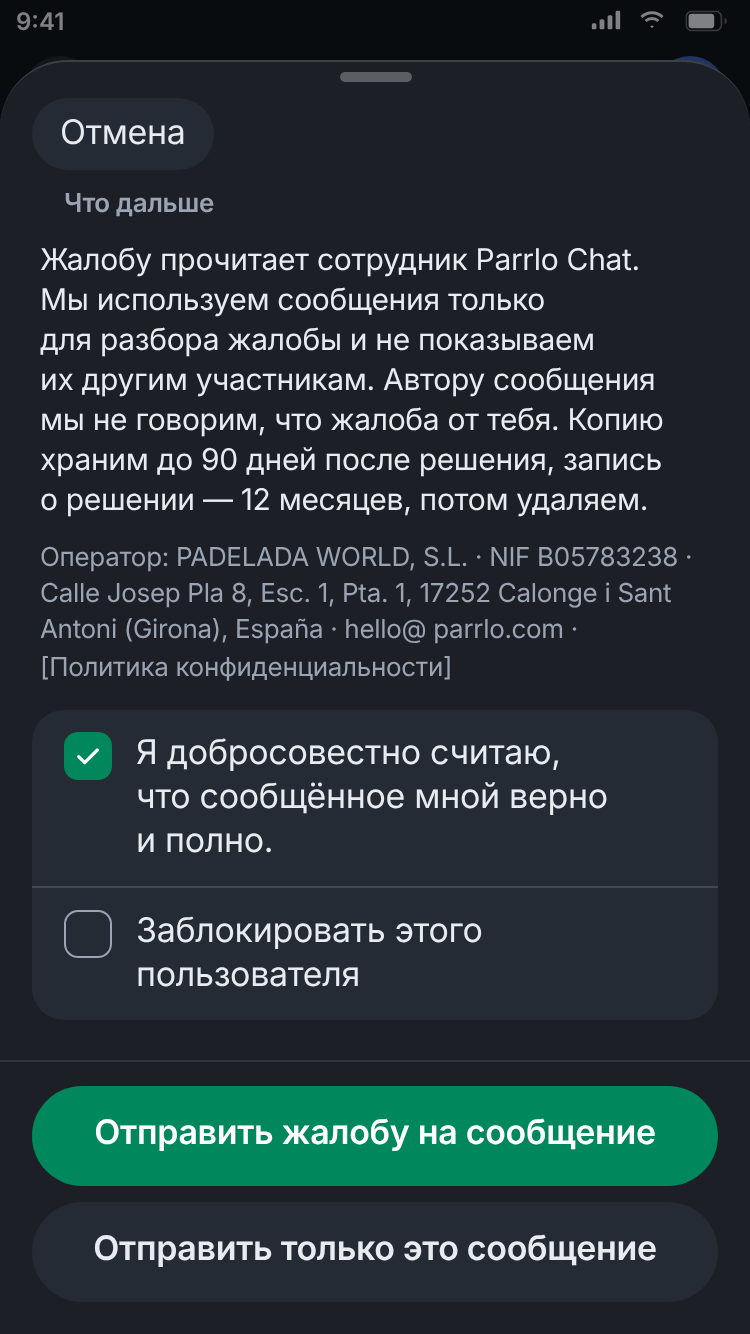 9:41
Отмена
Что дальше
Жалобу прочитает сотрудник Parrlo Chat.
Мы используем сообщения только
для разбора жалобы и не показываем
их другим участникам. Автору сообщения
мы не говорим, что жалоба от тебя. Копию
храним до 90 дней после решения, запись
о решении — 12 месяцев, потом удаляем.
Оператор: PADELADA WORLD, S.L. · NIF B05783238 ·
Calle Josep Pla 8, Esc. 1, Pta. 1, 17252 Calonge i Sant
Antoni (Girona), España · hello@ parrlo.com ·
[Политика конфиденциальности]
Я добросовестно считаю,
что сообщённое мной верно
и полно.
Заблокировать этого
пользователя
Отправить жалобу на сообщение
Отправить только это сообщение